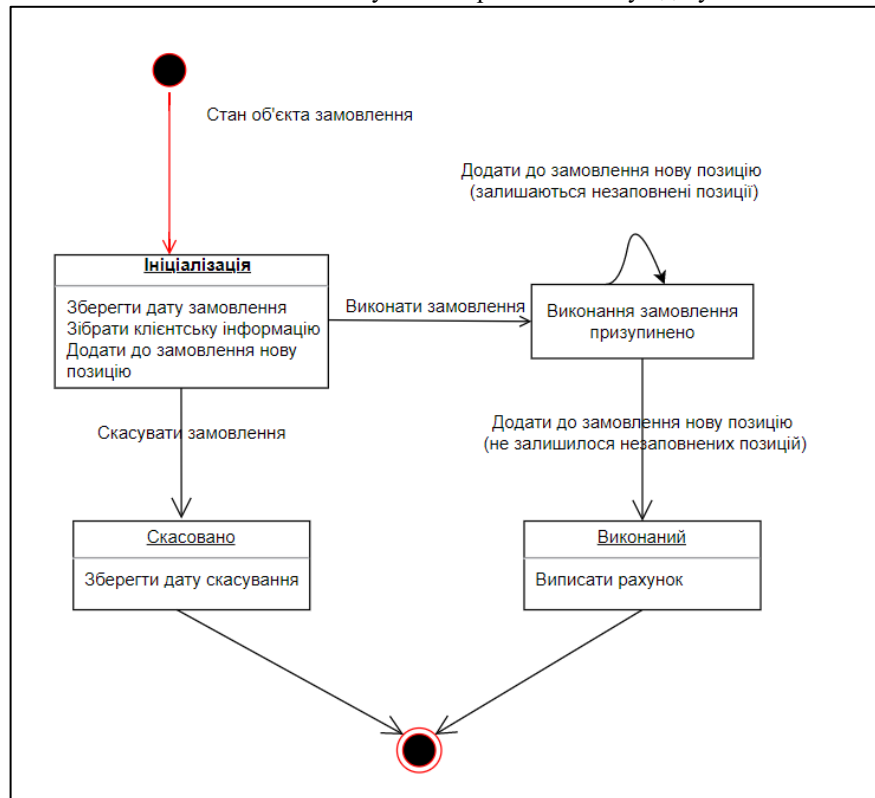 Стан об'єкта замовлення
Додати до замовлення нову позицію
(залишаються незаповнені позиції)
Ініціалізація
Зберегти дату замовлення
Зібрати клієнтську інформацію
Додати до замовлення нову
позицію
Виконати замовлення
Виконання замовлення
призупинено
Скасувати замовлення
Додати до замовлення нову позицію
(не залишилося незаповнених позицій)
Скасовано
Зберегти дату скасування
Виконаний
Виписати рахунок